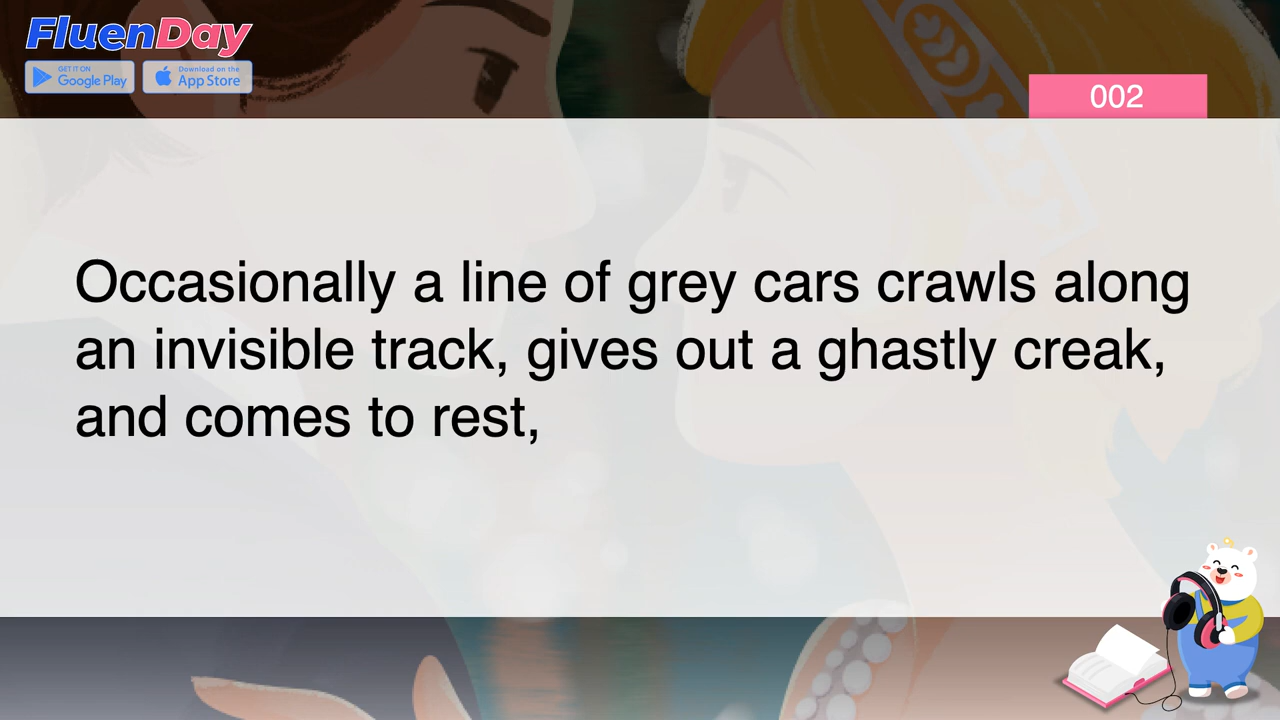 FluenDay
GET IT ON
Google Play
Download on the
App Store
002
Occasionally a line of grey cars crawls along
an invisible track, gives out a ghastly creak,
and comes to rest,